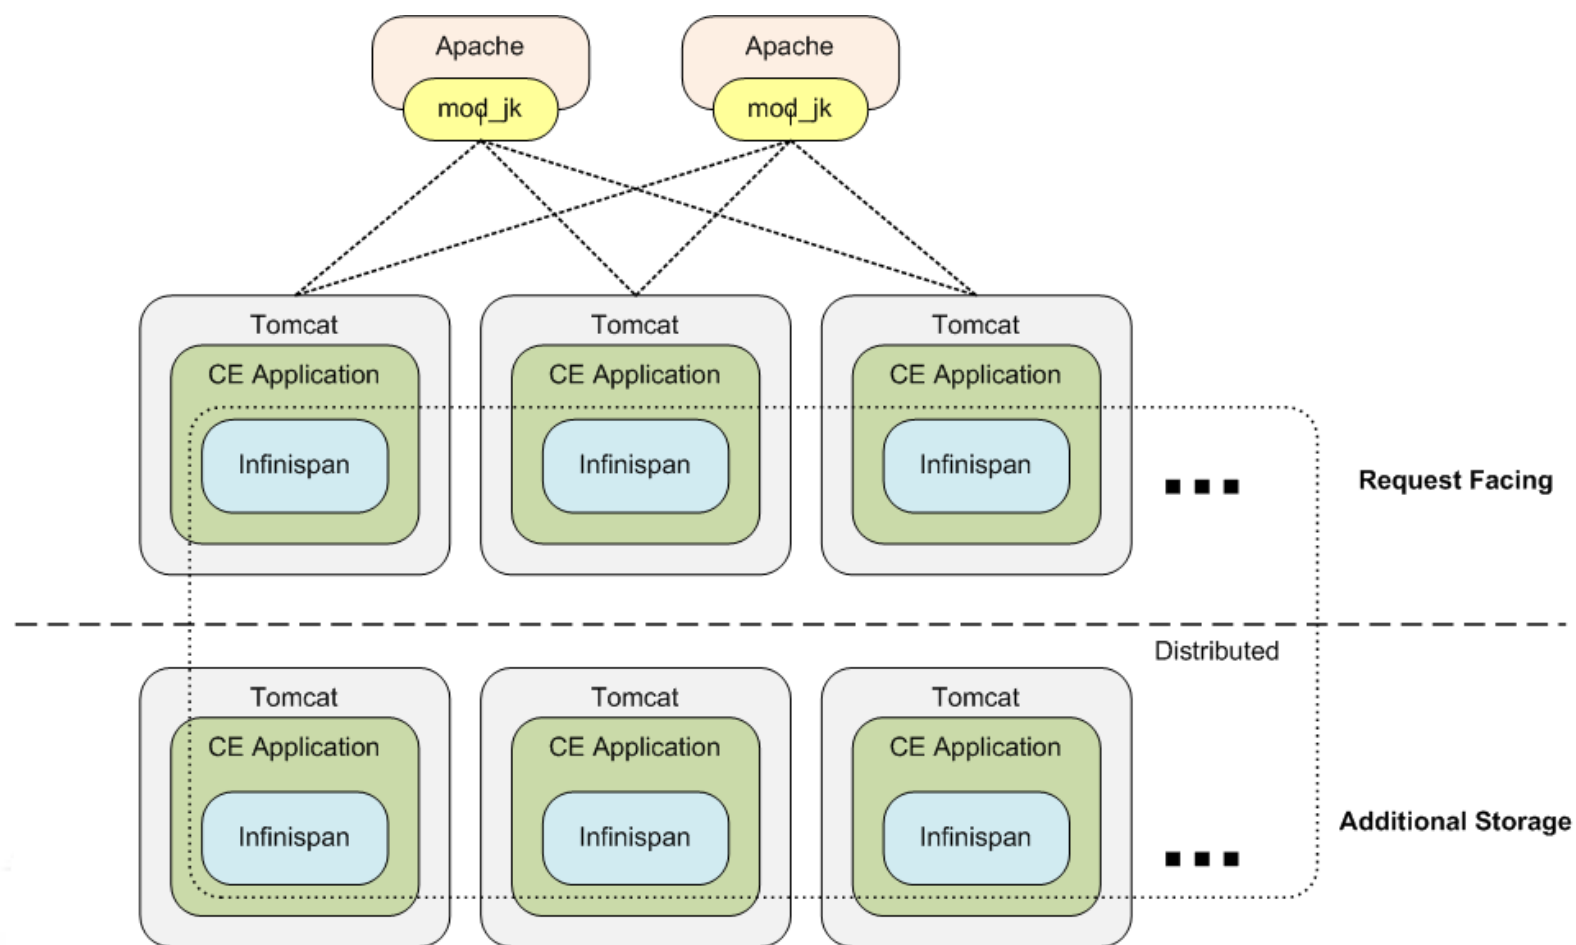 Apache Apache
mod_jk mod_jk
Tomcat Tomcat Tomcat
CE Application CE Application CE Application
Infinispan Infinispan Infinispan
Request Facing
Distributed
Tomcat Tomcat Tomcat
CE Application CE Application CE Application
Infinispan Infinispan Infinispan
Additional Storage